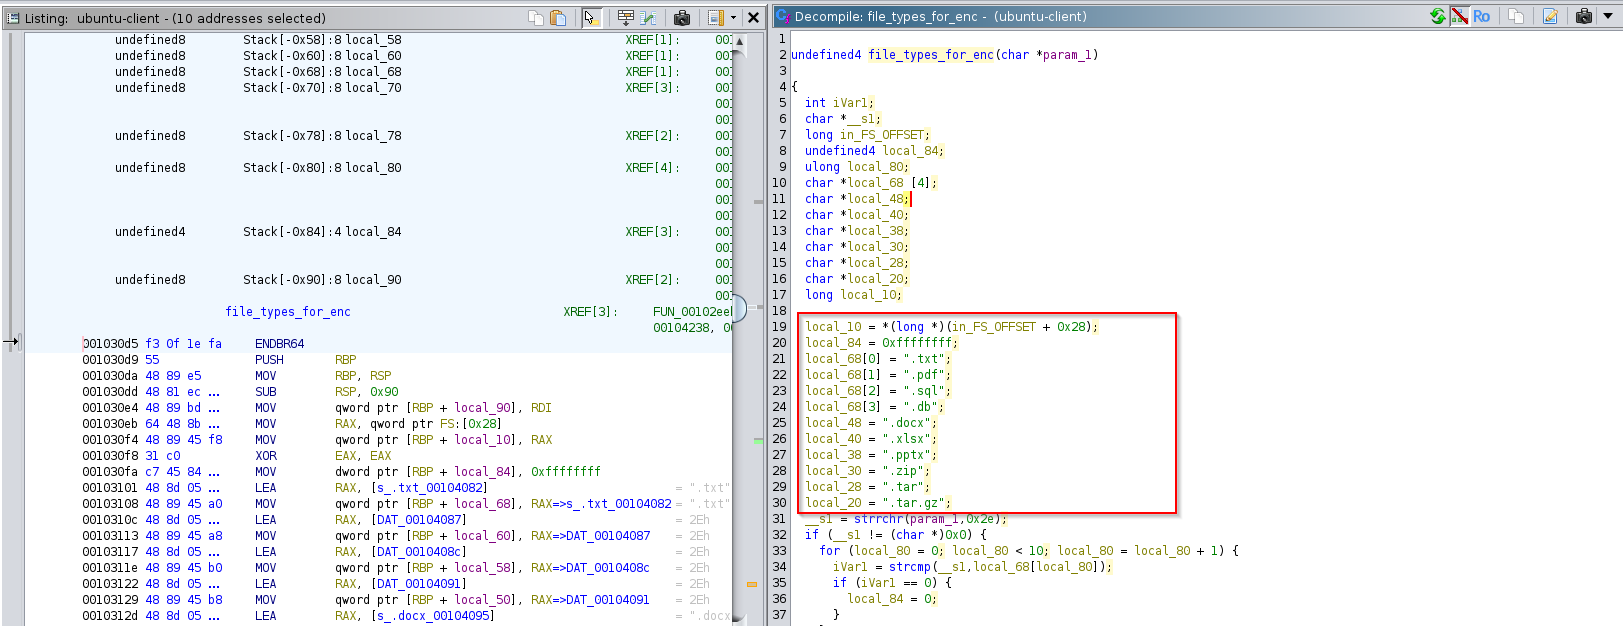 Listing: ubuntu-client - (10 addresses selected)
undefined8 Stack[-0x58]:8 local_58 XREF[1]: 001
undefined8 Stack[-0x60]:8 local_60 XREF[1]: 001
undefined8 Stack[-0x68]:8 local_68 XREF[1]: 001
undefined8 Stack[-0x70]:8 local_70 XREF[3]: 001
001
001
undefined8 Stack[-0x78]:8 local_78 XREF[2]: 001
001
undefined8 Stack[-0x80]:8 local_80 XREF[4]: 001
001
001
001
undefined4 Stack[-0x84]:4 local_84 XREF[3]: 001
001
001
undefined8 Stack[-0x90]:8 local_90 XREF[2]: 001
001
file_types_for_enc XREF[3]: FUN_00102ee
00104238, 0
001030d5 f3 0f 1e fa ENDBR64
001030d9 55 PUSH RBP
001030da 48 89 e5 MOV RBP, RSP
001030dd 48 81 ec ... SUB RSP, 0x90
001030e4 48 89 bd ... MOV qword ptr [RBP + local_90], RDI
001030eb 64 48 8b ... MOV RAX, qword ptr FS:[0x28]
001030f4 48 89 45 f8 MOV qword ptr [RBP + local_10], RAX
001030f8 31 c0 XOR EAX, EAX
001030fa c7 45 84 ... MOV dword ptr [RBP + local_84], 0xffffffff
00103101 48 8d 05 ... LEA RAX, [s_.txt_00104082] = ".txt"
00103108 48 89 45 a0 MOV qword ptr [RBP + local_68], RAX=>s_.txt_00104082 = ".txt"
0010310c 48 8d 05 ... LEA RAX, [DAT_00104087] = 2Eh
00103113 48 89 45 a8 MOV qword ptr [RBP + local_60], RAX=>DAT_00104087 = 2Eh
00103117 48 8d 05 ... LEA RAX, [DAT_0010408c] = 2Eh
0010311e 48 89 45 b0 MOV qword ptr [RBP + local_58], RAX=>DAT_0010408c = 2Eh
00103122 48 8d 05 ... LEA RAX, [DAT_00104091] = 2Eh
00103129 48 89 45 b8 MOV qword ptr [RBP + local_50], RAX=>DAT_00104091 = 2Eh
0010312d 48 8d 05 ... LEA RAX, [s_.docx_00104095] = ".docx
Decompile: file_types_for_enc - (ubuntu-client)
Ro
1
2 undefined4 file_types_for_enc(char *param_1)
3
4 {
5 int iVar1;
6 char *__s1;
7 long in_FS_OFFSET;
8 undefined4 local_84;
9 ulong local_80;
10 char *local_68 [4];
11 char *local_48;
12 char *local_40;
13 char *local_38;
14 char *local_30;
15 char *local_28;
16 char *local_20;
17 long local_10;
18
19 local_10 = *(long *)(in_FS_OFFSET + 0x28);
20 local_84 = 0xffffffff;
21 local_68[0] = ".txt";
22 local_68[1] = ".pdf";
23 local_68[2] = ".sql";
24 local_68[3] = ".db";
25 local_48 = ".docx";
26 local_40 = ".xlsx";
27 local_38 = ".pptx";
28 local_30 = ".zip";
29 local_28 = ".tar";
30 local_20 = ".tar.gz";
31 __s1 = strrchr(param_1,0x2e);
32 if (__s1 != (char *)0x0) {
33 for (local_80 = 0; local_80 < 10; local_80 = local_80 + 1) {
34 iVar1 = strcmp(__s1,local_68[local_80]);
35 if (iVar1 == 0) {
36 local_84 = 0;
37 }